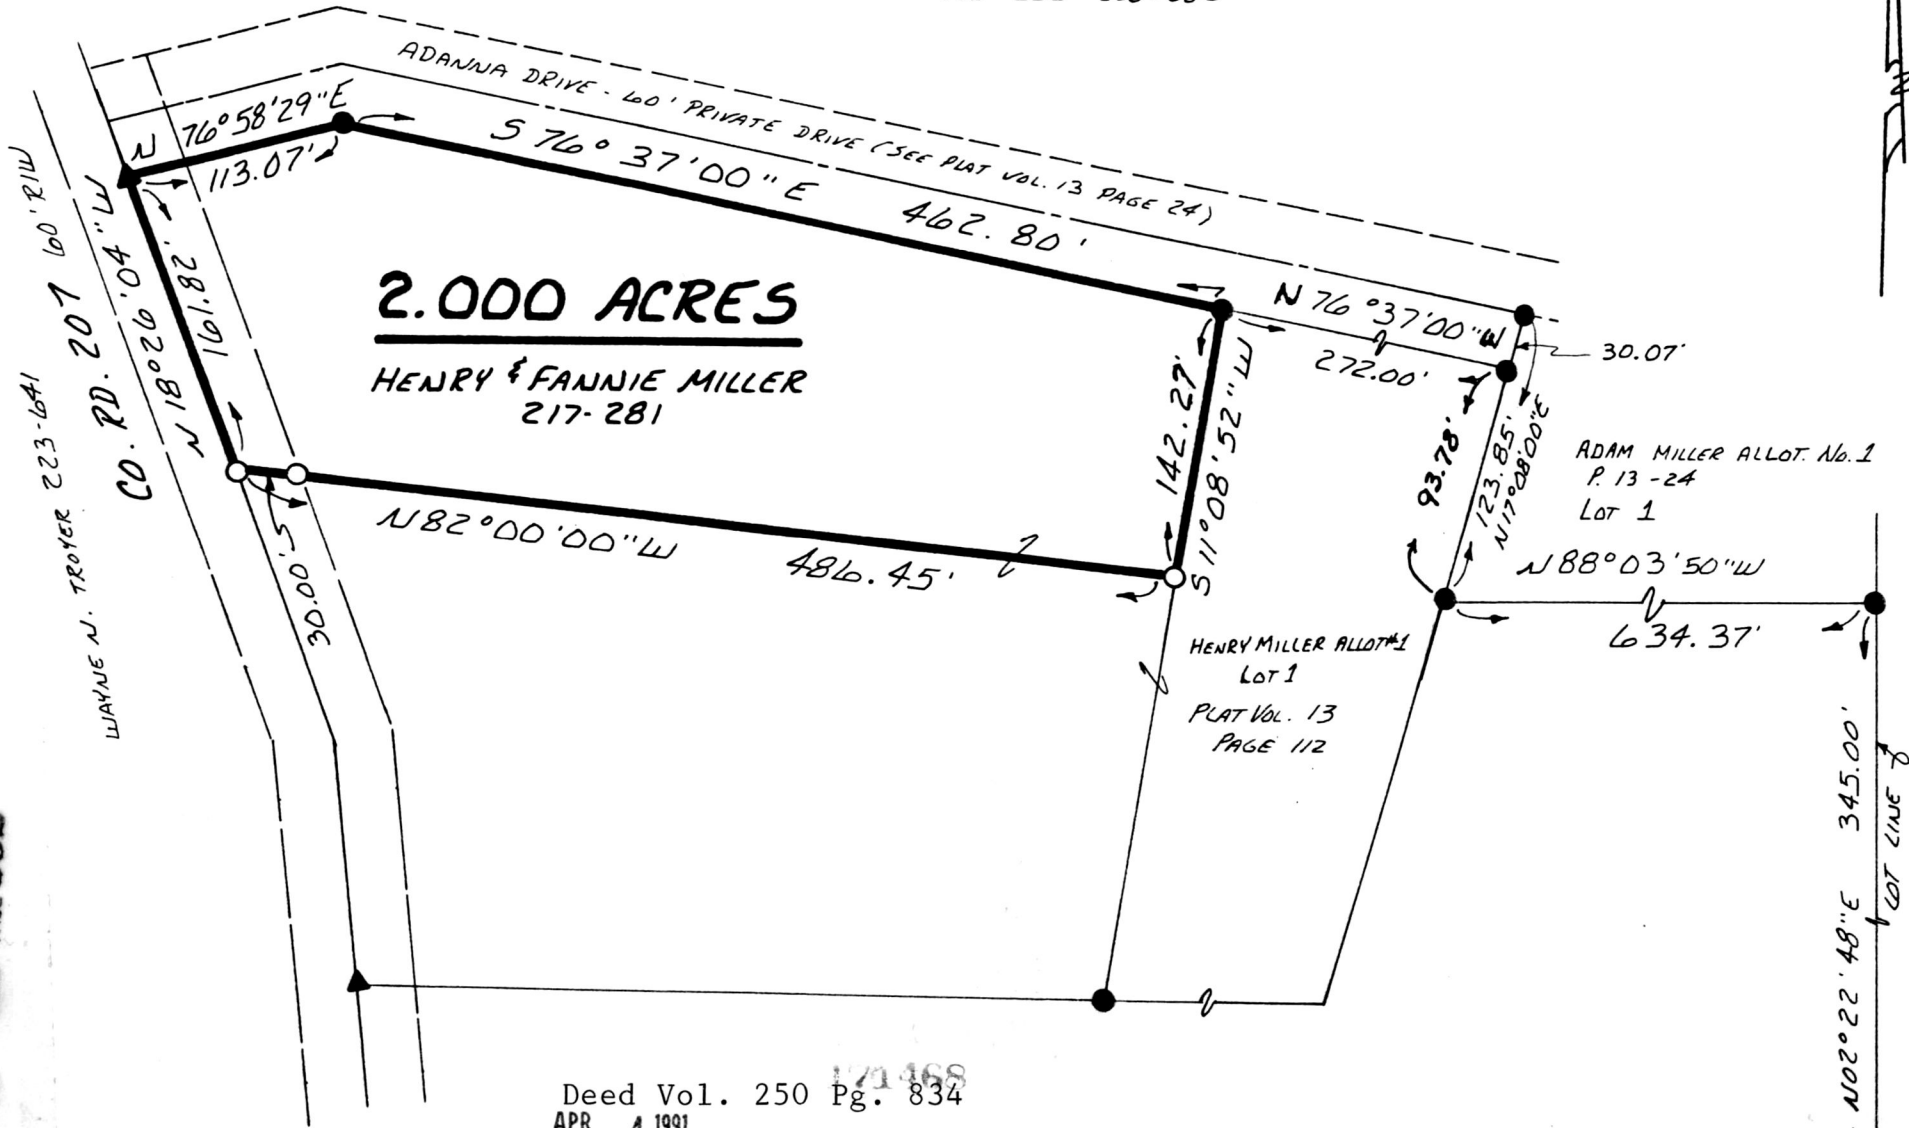 ADANNA DRIVE - 60' PRIVATE DRIVE (SEE PLAT VOL. 13 PAGE 24)
N 76°58'29"E
113.07'
S 76° 37'00" E 462.80'
N 76°37'00"W
272.00'
30.07'
WAYNE N. TROYER 223-641
CO. RD. 207 60' R/W
N 18°26'04"W
161.82'
2.000 ACRES
HENRY & FANNIE MILLER
217-281
142.27'
S 11°08'52"W
93.78'
123.85'
N17°08'00"E
ADAM MILLER ALLOT. No. 1
P. 13-24
LOT 1
30.00'S
N82°00'00"W 486.45'
N88°03'50"W
634.37'
HENRY MILLER ALLOT#1
LOT 1
PLAT VOL. 13
PAGE 112
N02°22'48"E 345.00'
LOT LINE
171468
Deed Vol. 250 Pg. 834
APR 4 1991